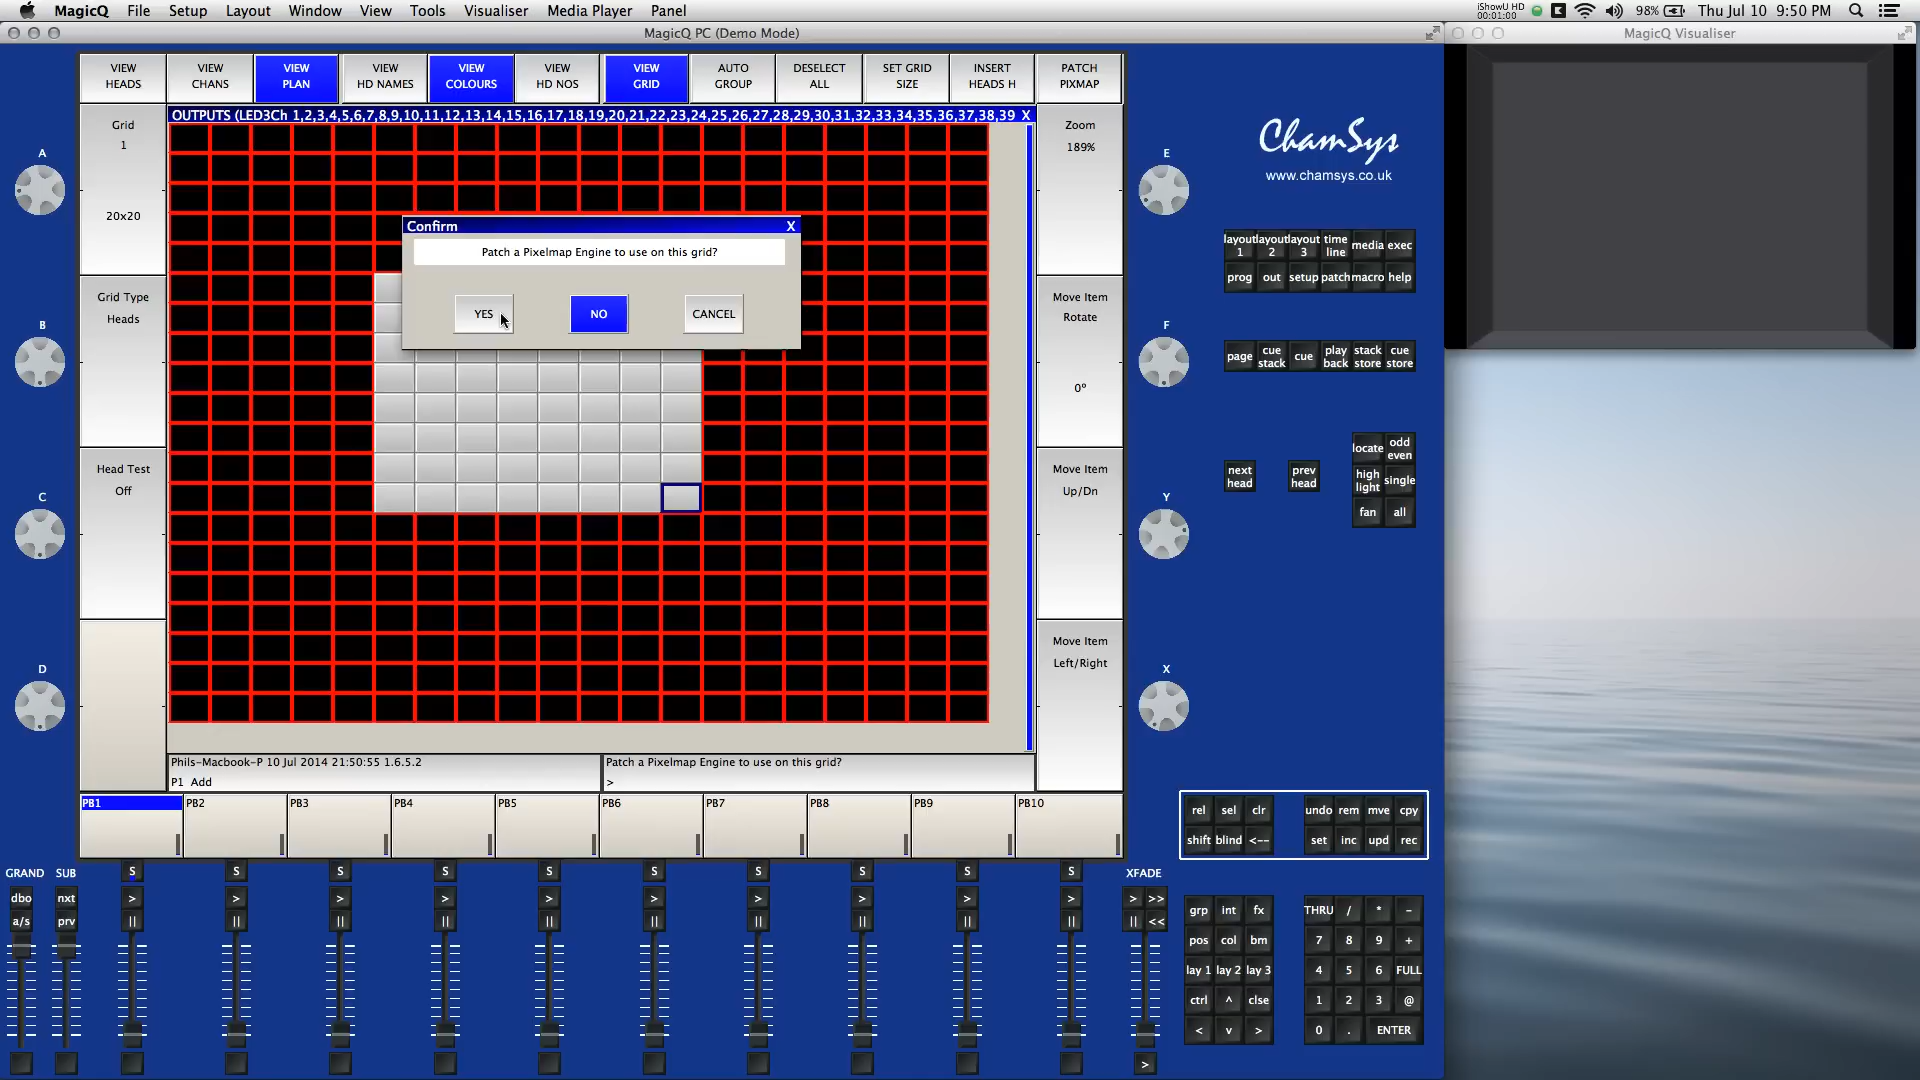 MagicQ File Setup Layout Window View Tools Visualiser Media Player Panel
iShowU HD
00:01:00
98% Thu Jul 10 9:50 PM
MagicQ PC (Demo Mode)
MagicQ Visualiser
VIEW HEADS
VIEW CHANS
VIEW PLAN
VIEW HD NAMES
VIEW COLOURS
VIEW HD NOS
VIEW GRID
AUTO GROUP
DESELECT ALL
SET GRID SIZE
INSERT HEADS H
PATCH PIXMAP
OUTPUTS (LED3Ch 1,2,3,4,5,6,7,8,9,10,11,12,13,14,15,16,17,18,19,20,21,22,23,24,25,26,27,28,29,30,31,32,33,34,35,36,37,38,39 X
Grid
1
20x20
Grid Type
Heads
Head Test
Off
A
B
C
D
Confirm X
Patch a Pixelmap Engine to use on this grid?
YES NO CANCEL
Zoom
189%
Move Item
Rotate
0º
Move Item
Up/Dn
Move Item
Left/Right
E
F
Y
X
ChamSys
www.chamsys.co.uk
layout 1
layout 2
layout 3
time line
media
exec
prog out setup patch macro help
page
cue stack
cue
play back
stack store
cue store
next head
prev head
locate
odd even
high light
single
fan all
Phils-Macbook-P 10 Jul 2014 21:50:55 1.6.5.2
P1 Add
Patch a Pixelmap Engine to use on this grid?
>
PB1 PB2 PB3 PB4 PB5 PB6 PB7 PB8 PB9 PB10
rel sel clr
shift blind <--
undo rem mve cpy
set inc upd rec
GRAND SUB
S S S S S S S S S S
XFADE
dbo nxt
> > > > > > > > > > > >>
a/s prv
|| || || || || || || || || || || <<
>
grp int fx
pos col bm
lay 1 lay 2 lay 3
ctrl ^ clse
< v >
THRU / * -
7 8 9 +
4 5 6 FULL
1 2 3 @
0 . ENTER